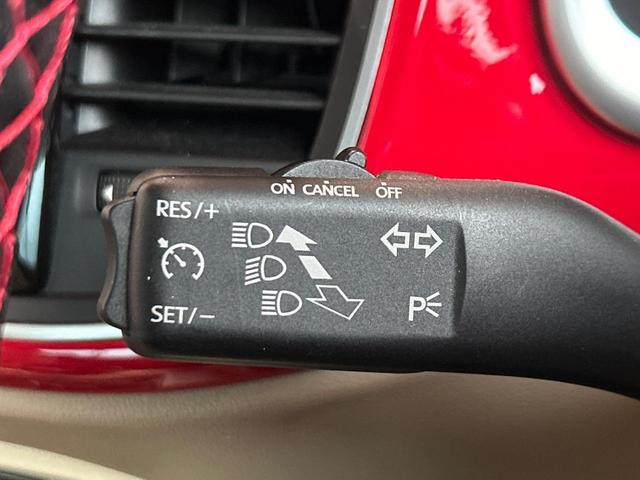 ON CANCEL OFF
RES/+
SET/−
P